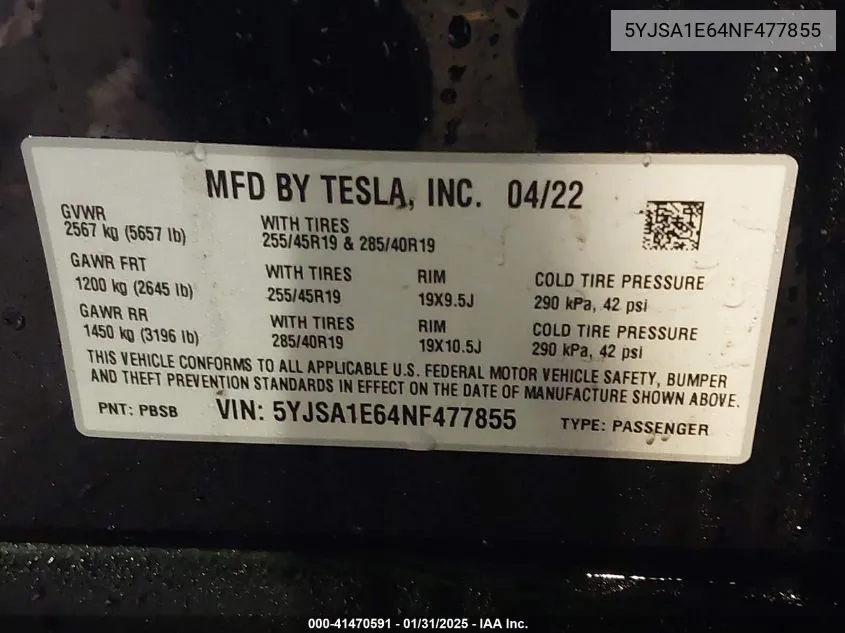 5YJSA1E64NF477855
MFD BY TESLA, INC. 04/22
GVWR
2567 kg (5657 lb)
WITH TIRES
255/45R19 & 285/40R19
GAWR FRT
1200 kg (2645 lb)
WITH TIRES
255/45R19
RIM
19X9.5J
COLD TIRE PRESSURE
290 kPa, 42 psi
GAWR RR
1450 kg (3196 lb)
WITH TIRES
285/40R19
RIM
19X10.5J
COLD TIRE PRESSURE
290 kPa, 42 psi
THIS VEHICLE CONFORMS TO ALL APPLICABLE U.S. FEDERAL MOTOR VEHICLE SAFETY, BUMPER
AND THEFT PREVENTION STANDARDS IN EFFECT ON THE DATE OF MANUFACTURE SHOWN ABOVE.
PNT: PBSB VIN: 5YJSA1E64NF477855 TYPE: PASSENGER
000-41470591 - 01/31/2025 - © IAA Inc.